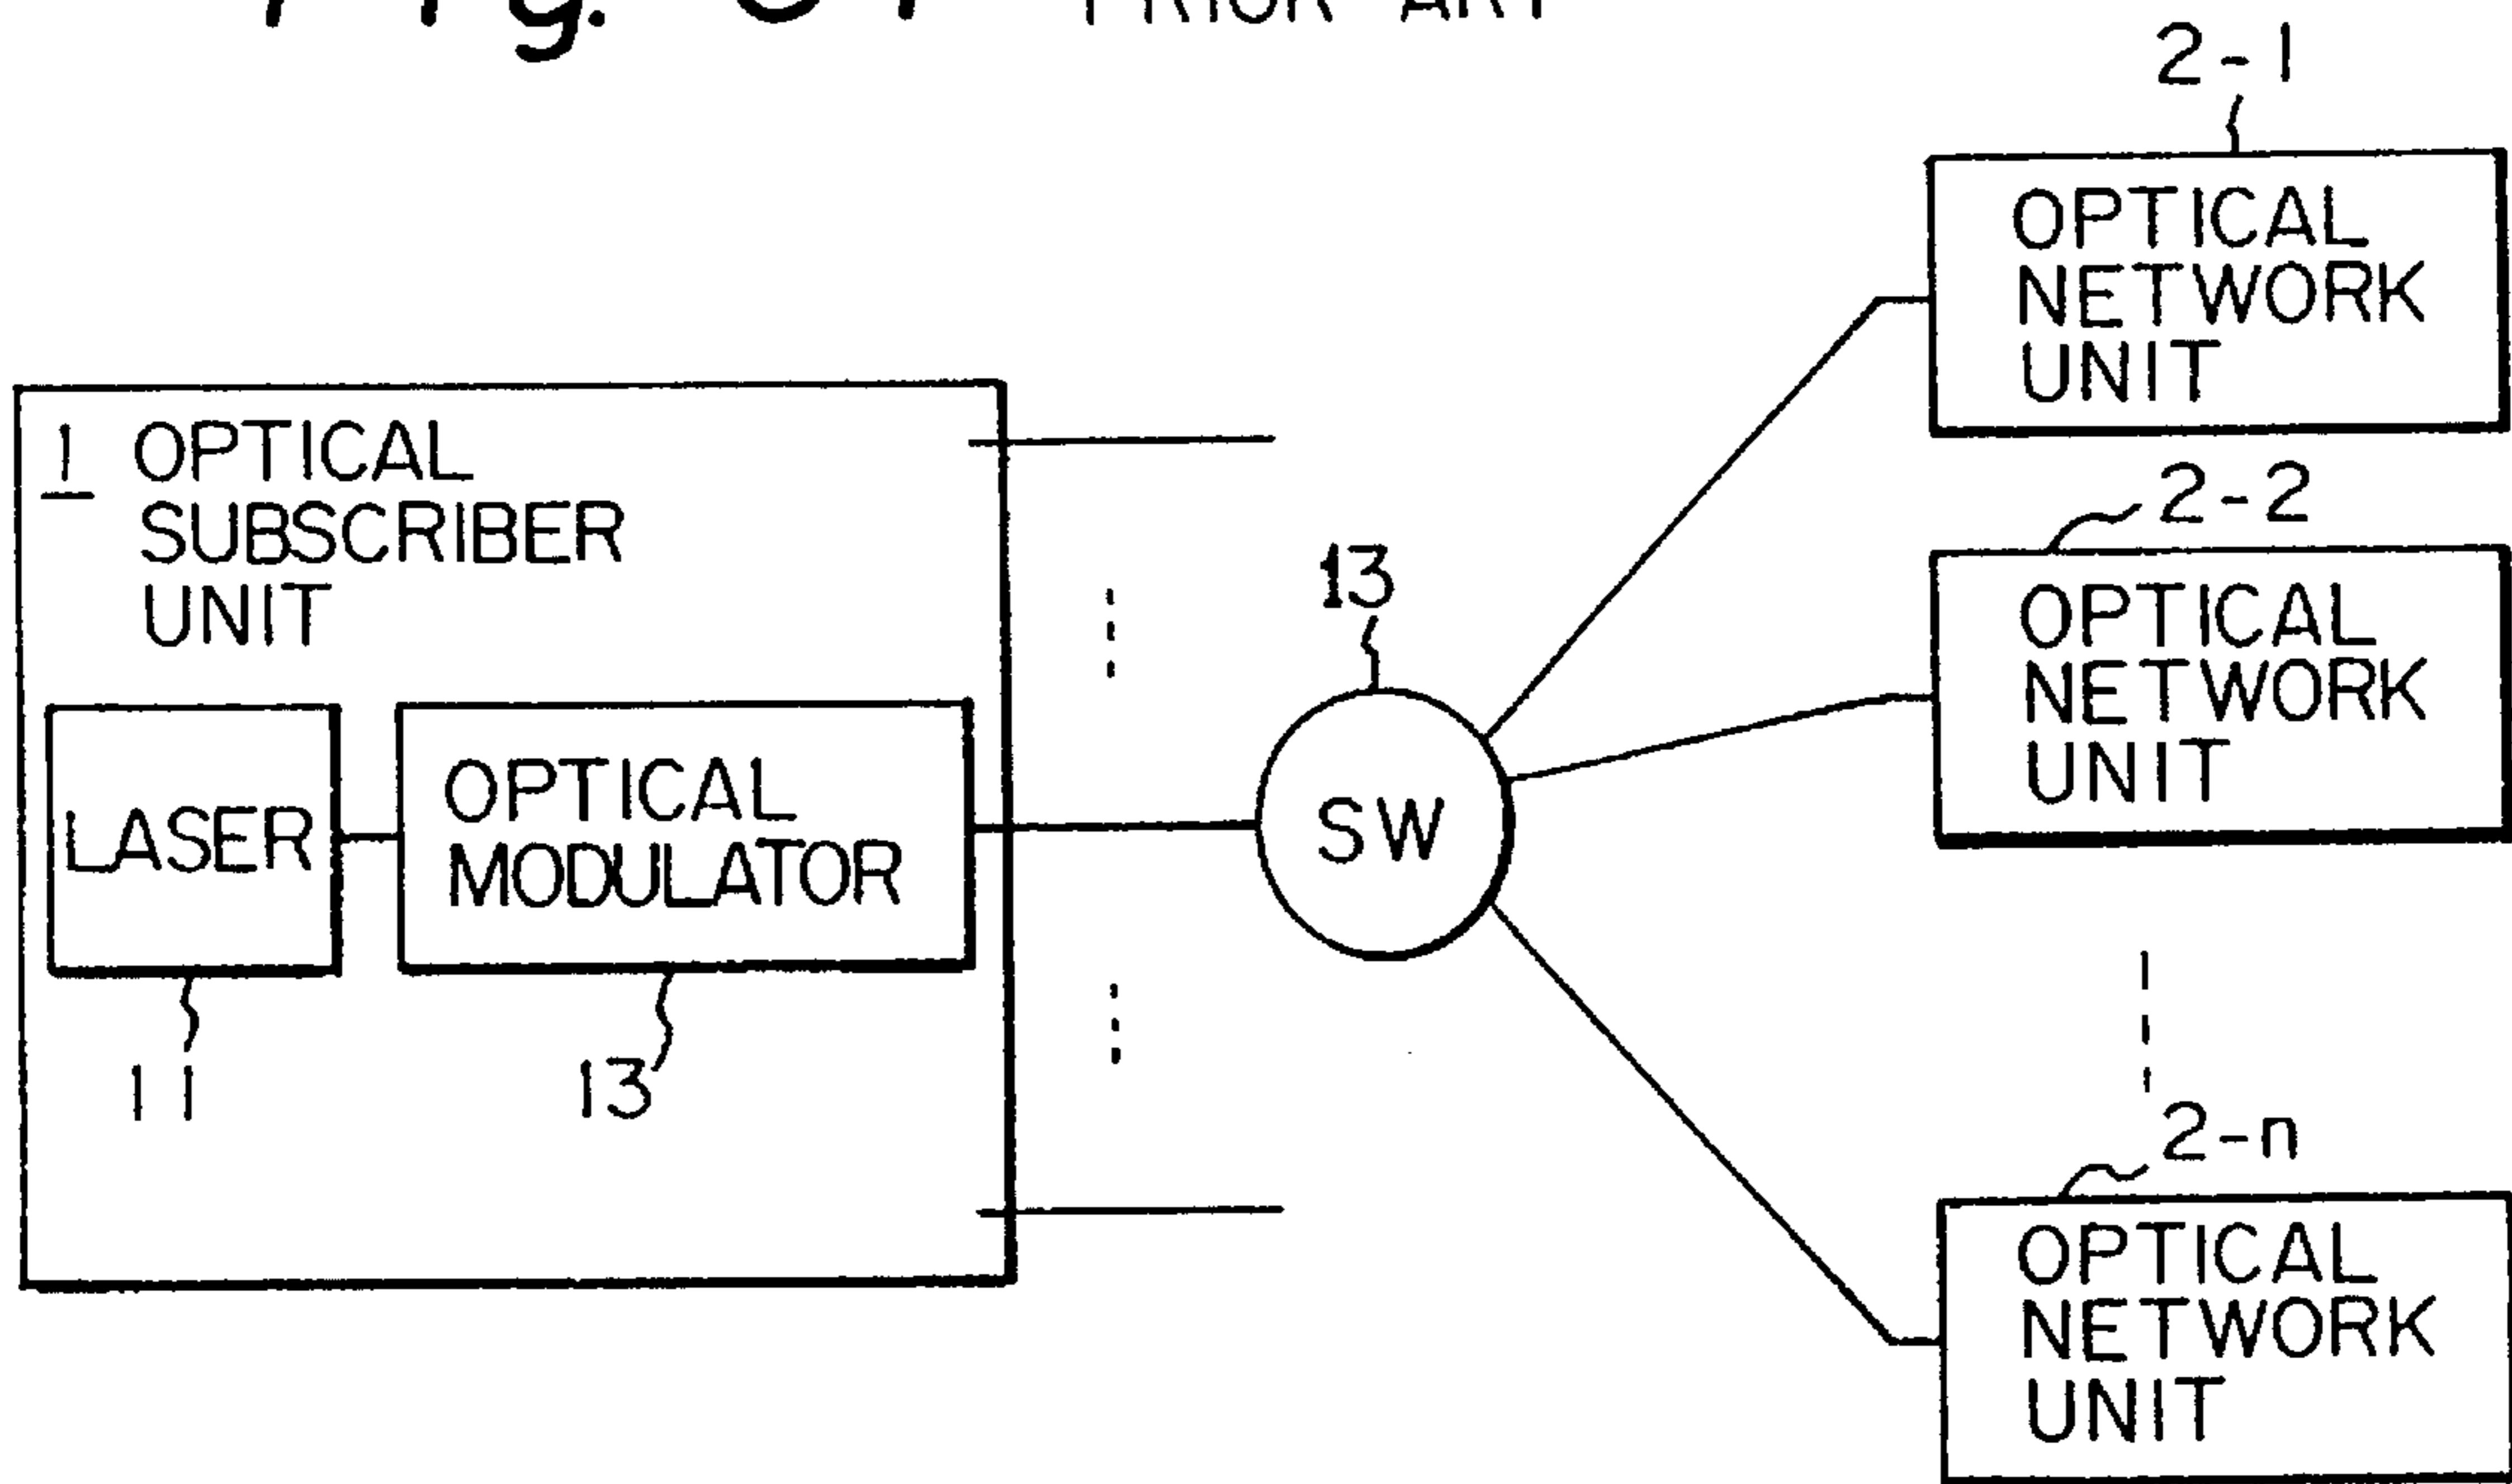 Fig. PRIOR ART
2-1
OPTICAL
NETWORK
UNIT
1 OPTICAL
SUBSCRIBER
UNIT
2-2
OPTICAL
NETWORK
UNIT
13
LASER
OPTICAL
MODULATOR
SW
11
13
2-n
OPTICAL
NETWORK
UNIT